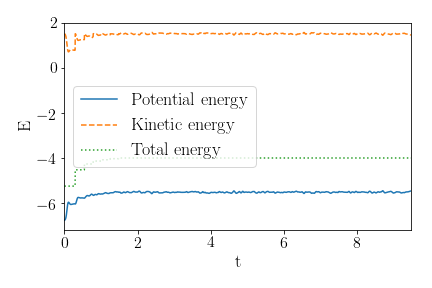 2
0
−2
−4
−6
E
Potential energy
Kinetic energy
Total energy
0 2 4 6 8
t